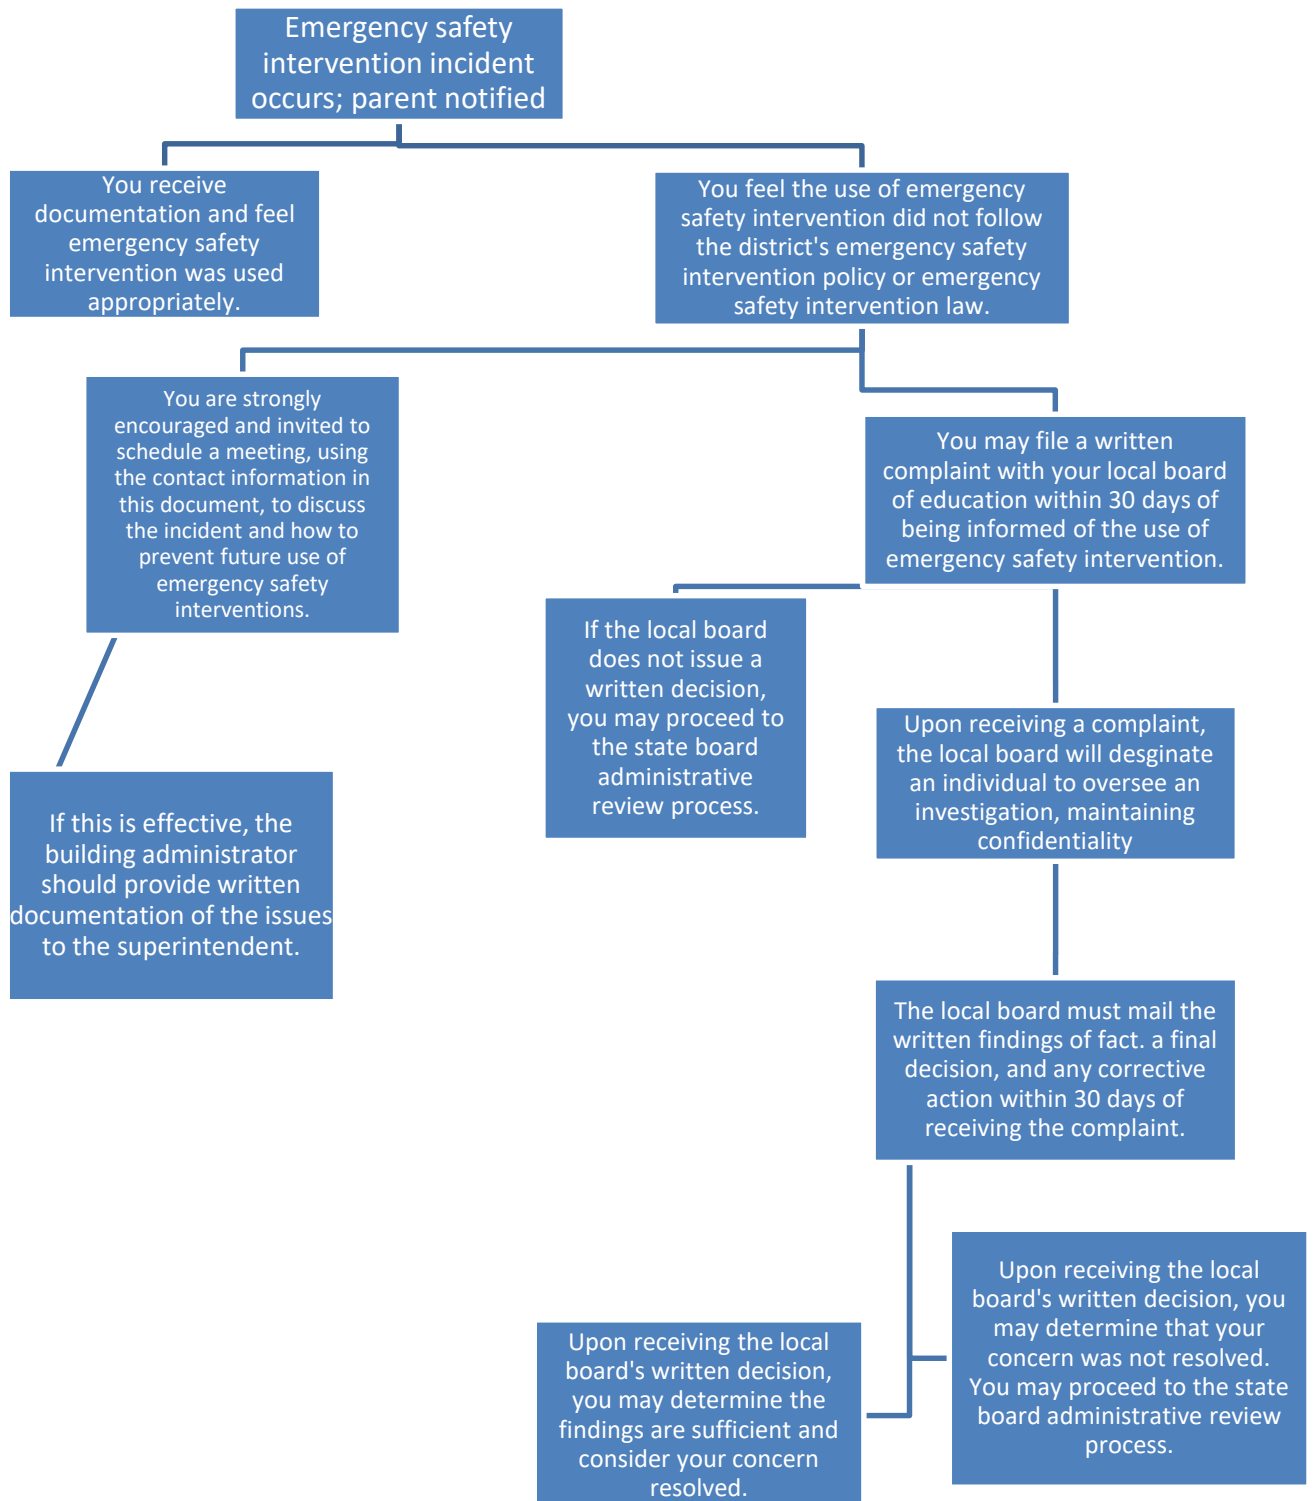 Emergency safety
intervention incident
occurs; parent notified
You receive
documentation and feel
emergency safety
intervention was used
appropriately.
You feel the use of emergency
safety intervention did not follow
the district's emergency safety
intervention policy or emergency
safety intervention law.
You are strongly
encouraged and invited to
schedule a meeting, using
the contact information in
this document, to discuss
the incident and how to
prevent future use of
emergency safety
interventions.
You may file a written
complaint with your local board
of education within 30 days of
being informed of the use of
emergency safety intervention.
If the local board
does not issue a
written decision,
you may proceed to
the state board
administrative
review process.
Upon receiving a complaint,
the local board will desginate
an individual to oversee an
investigation, maintaining
confidentiality
If this is effective, the
building administrator
should provide written
documentation of the issues
to the superintendent.
The local board must mail the
written findings of fact. a final
decision, and any corrective
action within 30 days of
receiving the complaint.
Upon receiving the local
board's written decision, you
may determine that your
concern was not resolved.
You may proceed to the state
board administrative review
process.
Upon receiving the local
board's written decision,
you may determine the
findings are sufficient and
consider your concern
resolved.